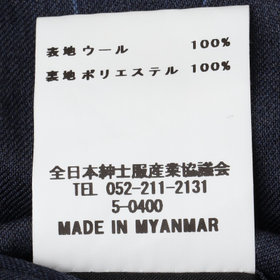 表地 ウール 100%
裏地 ポリエステル 100%
全日本紳士服産業協議会
TEL 052-211-2131
5-0400
MADE IN MYANMAR